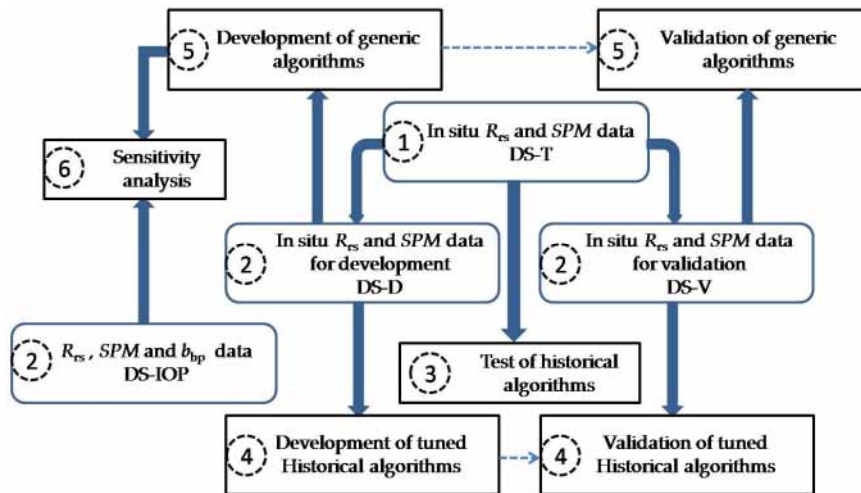 5
Development of generic
algorithms
5
Validation of generic
algorithms
1
In situ Rrs and SPM data
DS-T
6
Sensitivity
analysis
2
In situ Rrs and SPM data
for development
DS-D
2
In situ Rrs and SPM data
for validation
DS-V
2
Rrs , SPM and bbp data
DS-IOP
3
Test of historical
algorithms
4
Development of tuned
Historical algorithms
4
Validation of tuned
Historical algorithms